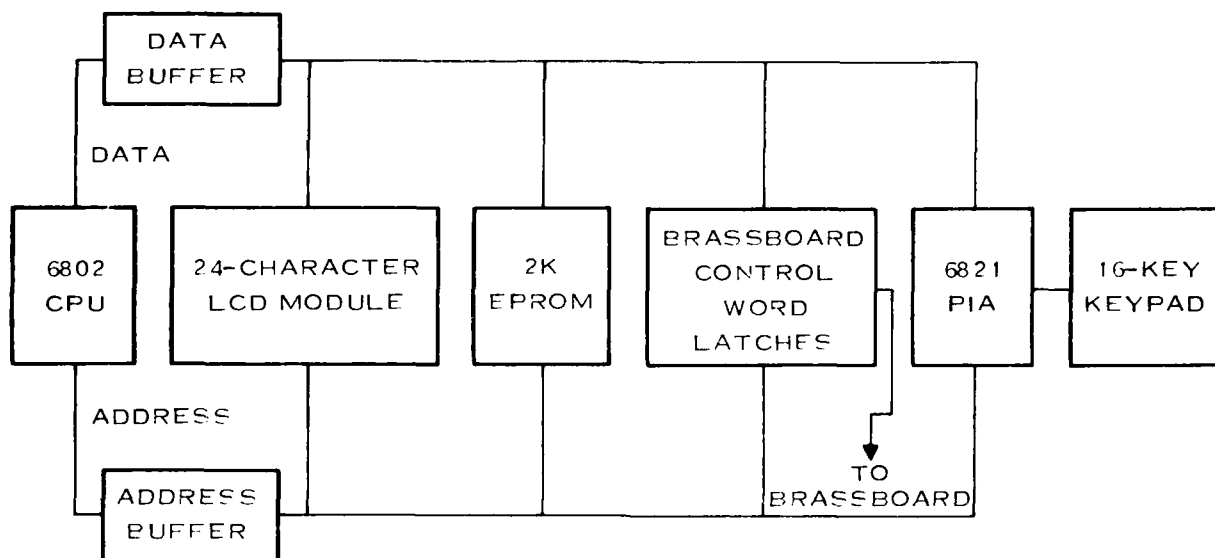 DATA
BUFFER
DATA
6802
CPU
24-CHARACTER
LCD MODULE
2K
EPROM
BRASSBOARD
CONTROL
WORD
LATCHES
6821
PIA
16-KEY
KEYPAD
ADDRESS
TO
BRASSBOARD
ADDRESS
BUFFER